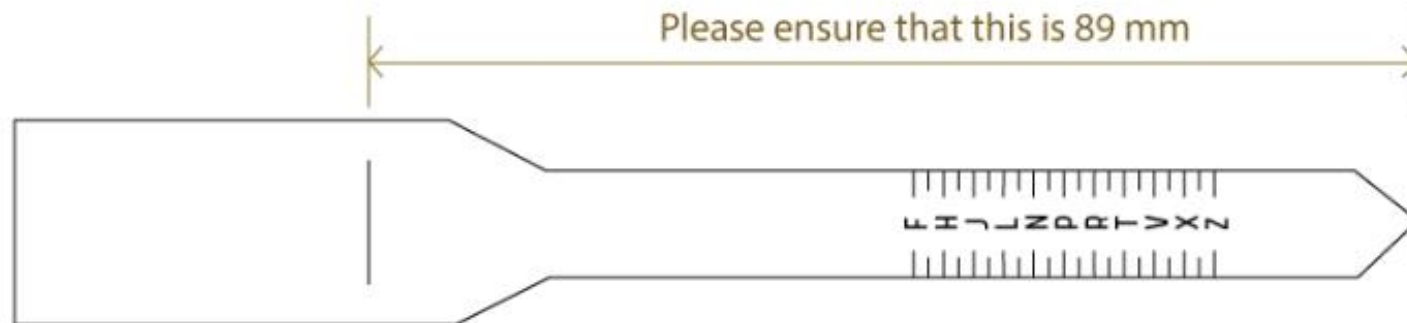 Please ensure that this is 89 mm
F H J L N P R T V X Z